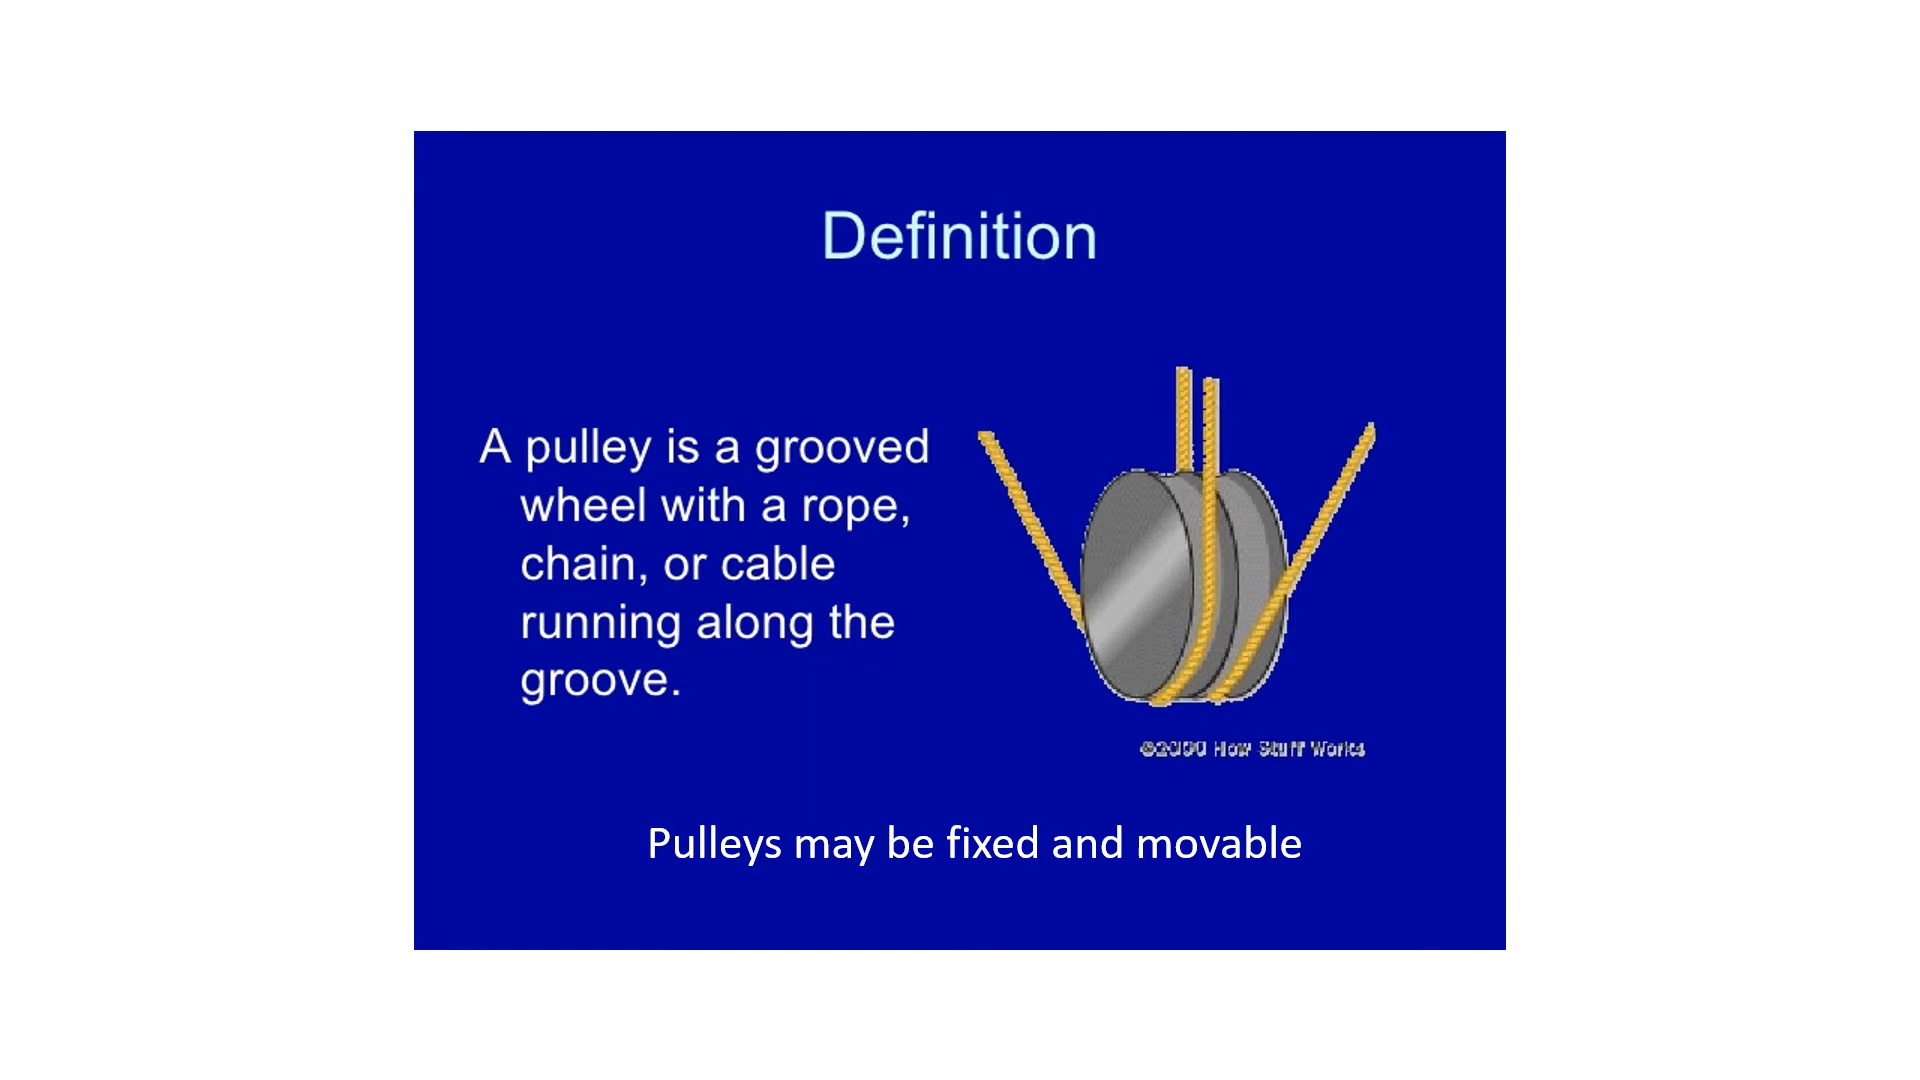 Definition
A pulley is a grooved
wheel with a rope,
chain, or cable
running along the
groove.
©2000 How Stuff Works
Pulleys may be fixed and movable